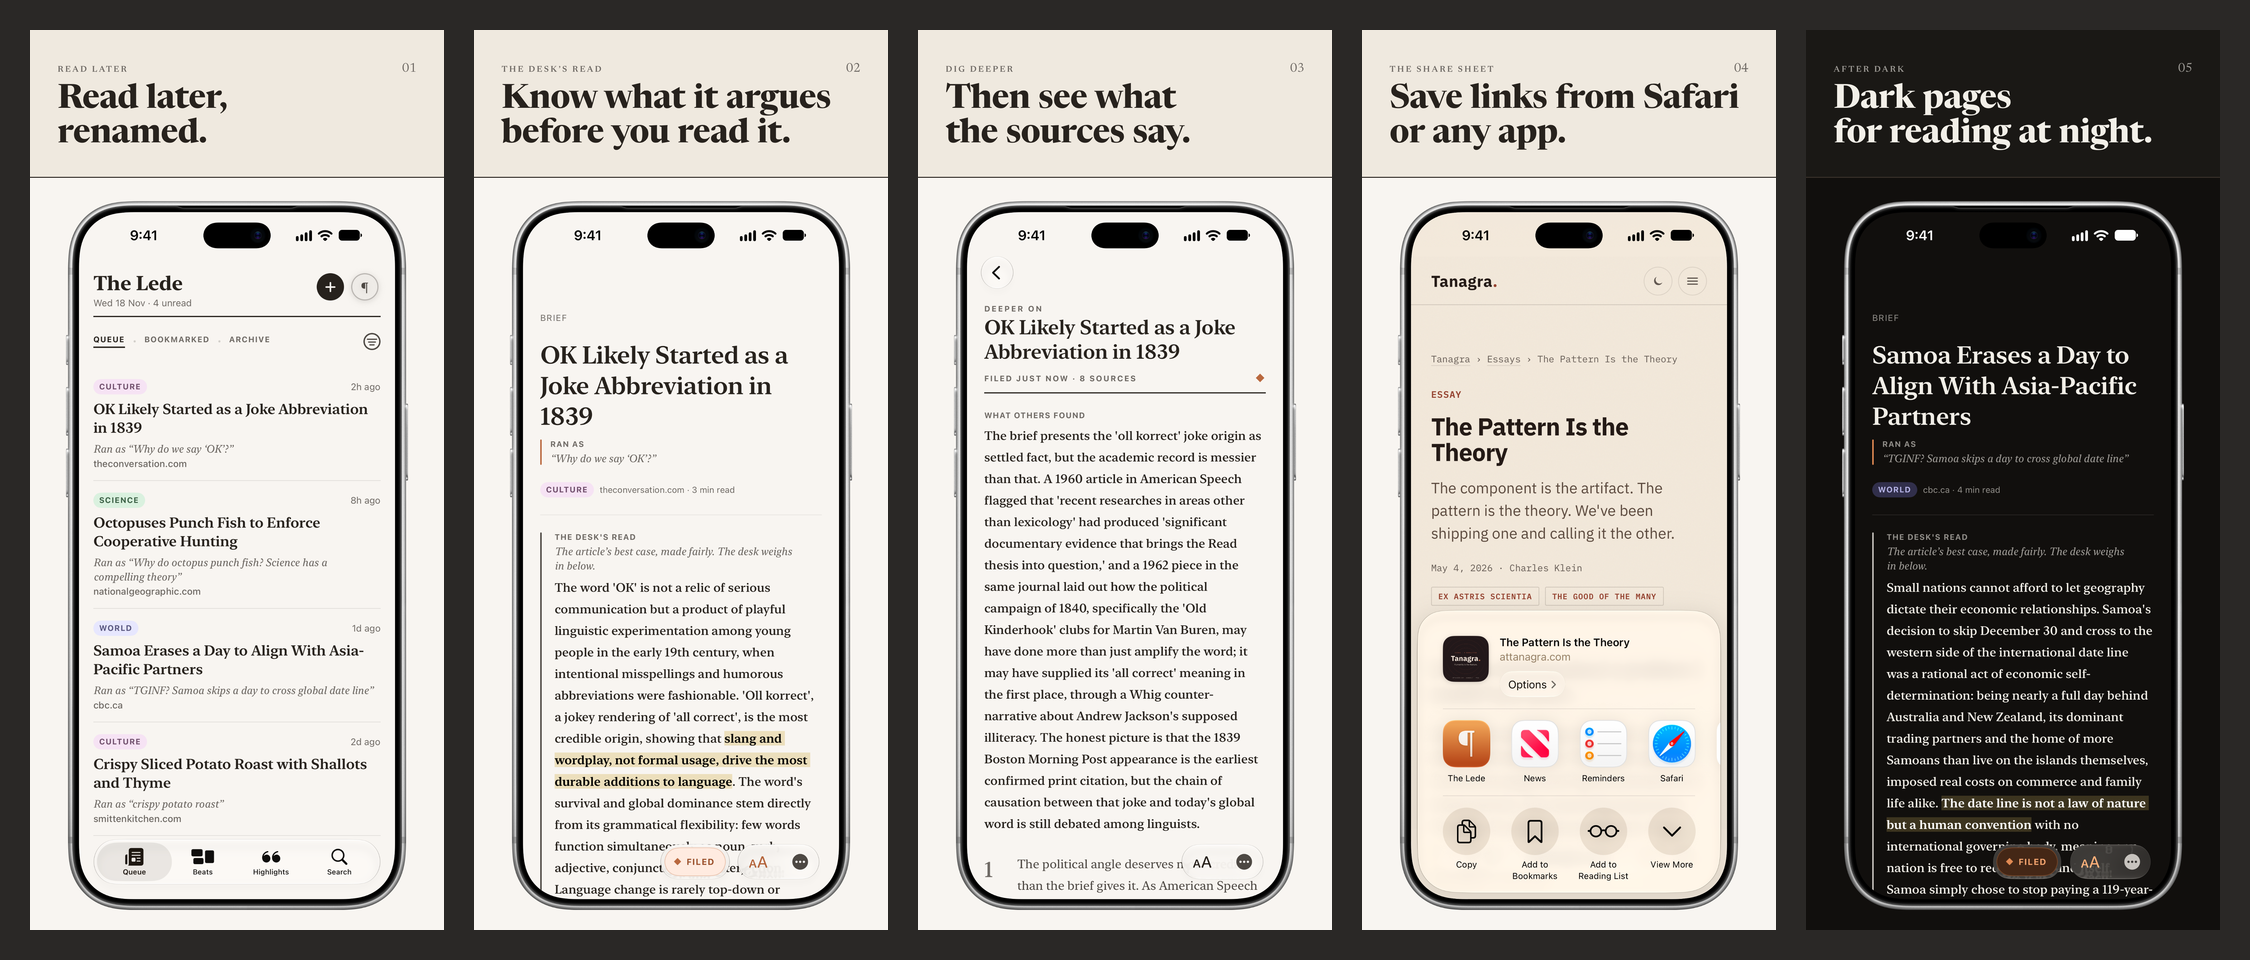 READ LATER
01
Read later,
renamed.
9:41
The Lede
Wed 18 Nov · 4 unread
+
¶
QUEUE · BOOKMARKED · ARCHIVE
CULTURE
2h ago
OK Likely Started as a Joke Abbreviation
in 1839
Ran as “Why do we say ‘OK’?”
theconversation.com
SCIENCE
8h ago
Octopuses Punch Fish to Enforce
Cooperative Hunting
Ran as “Why do octopus punch fish? Science has a
compelling theory”
nationalgeographic.com
WORLD
1d ago
Samoa Erases a Day to Align With Asia-
Pacific Partners
Ran as “TGINF? Samoa skips a day to cross global date line”
cbc.ca
CULTURE
2d ago
Crispy Sliced Potato Roast with Shallots
and Thyme
Ran as “crispy potato roast”
smittenkitchen.com
Queue
Beats
Highlights
Search
THE DESK'S READ
02
Know what it argues
before you read it.
9:41
BRIEF
OK Likely Started as a
Joke Abbreviation in
1839
RAN AS
“Why do we say ‘OK’?”
CULTURE theconversation.com · 3 min read
THE DESK'S READ
The article’s best case, made fairly. The desk weighs
in below.
The word 'OK' is not a relic of serious
communication but a product of playful
linguistic experimentation among young
people in the early 19th century, when
intentional misspellings and humorous
abbreviations were fashionable. 'Oll korrect',
a jokey rendering of 'all correct', is the most
credible origin, showing that slang and
wordplay, not formal usage, drive the most
durable additions to language. The word's
survival and global dominance stem directly
from its grammatical flexibility: few words
function
adjective,
Language change is rarely top-down or
FILED
AA
DIG DEEPER
03
Then see what
the sources say.
9:41
DEEPER ON
OK Likely Started as a Joke
Abbreviation in 1839
FILED JUST NOW · 8 SOURCES
WHAT OTHERS FOUND
The brief presents the 'oll korrect' joke origin as
settled fact, but the academic record is messier
than that. A 1960 article in American Speech
flagged that 'recent researches in areas other
than lexicology' had produced 'significant
documentary evidence that brings the Read
thesis into question,' and a 1962 piece in the
same journal laid out how the political
campaign of 1840, specifically the 'Old
Kinderhook' clubs for Martin Van Buren, may
have done more than just amplify the word; it
may have supplied its 'all correct' meaning in
the first place, through a Whig counter-
narrative about Andrew Jackson's supposed
illiteracy. The honest picture is that the 1839
Boston Morning Post appearance is the earliest
confirmed print citation, but the chain of
causation between that joke and today's global
word is still debated among linguists.
1 The political angle deserves
than the brief gives it. As American Speech
AA
THE SHARE SHEET
04
Save links from Safari
or any app.
9:41
Tanagra.
Tanagra › Essays › The Pattern Is the Theory
ESSAY
The Pattern Is the
Theory
The component is the artifact. The
pattern is the theory. We've been
shipping one and calling it the other.
May 4, 2026 · Charles Klein
EX ASTRIS SCIENTIA
THE GOOD OF THE MANY
Tanagra.
The Pattern Is the Theory
attanagra.com
Options >
The Lede
News
Reminders
Safari
Copy
Add to
Bookmarks
Add to
Reading List
View More
AFTER DARK
05
Dark pages
for reading at night.
9:41
BRIEF
Samoa Erases a Day to
Align With Asia-Pacific
Partners
RAN AS
“TGINF? Samoa skips a day to cross global date line”
WORLD cbc.ca · 4 min read
THE DESK'S READ
The article’s best case, made fairly. The desk weighs
in below.
Small nations cannot afford to let geography
dictate their economic relationships. Samoa's
decision to skip December 30 and cross to the
western side of the international date line
was a rational act of economic self-
determination: being nearly a full day behind
Australia and New Zealand, its dominant
trading partners and the home of more
Samoans than live on the islands themselves,
imposed real costs on commerce and family
life alike. The date line is not a law of nature
but a human convention with no
international
nation is free to
Samoa simply chose to stop paying a 119-year-
FILED
AA